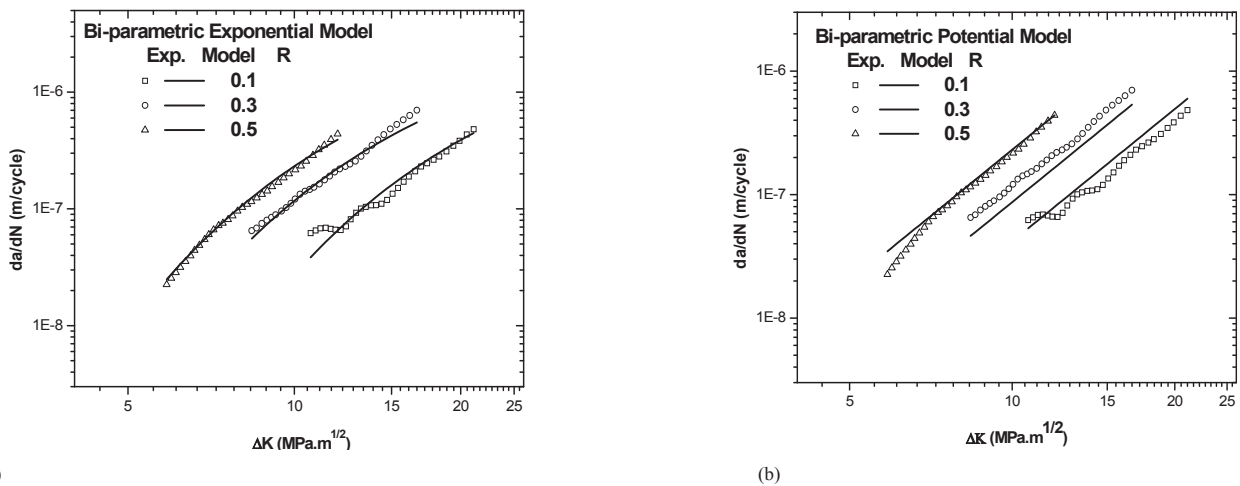 Bi-parametric Exponential Model
Exp. Model R
0.1
0.3
0.5
1E-6
1E-7
1E-8
da/dN (m/cycle)
5
10
15
20
25
ΔK (MPa.m^1/2)
)
Bi-parametric Potential Model
Exp. Model R
0.1
0.3
0.5
1E-6
1E-7
1E-8
da/dN (m/cycle)
5
10
15
20
25
ΔK (MPa.m^1/2)
(b)